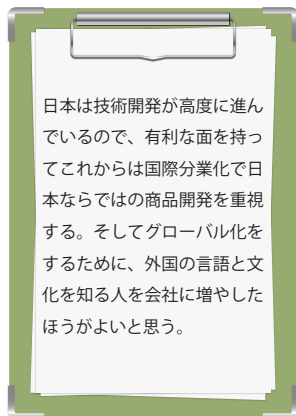 日本は技術開発が高度に進ん
でいるので、有利な面を持っ
てこれからは国際分業化で日
本ならではの商品開発を重視
する。そしてグローバル化を
するために、外国の言語と文
化を知る人を会社に増やした
ほうがよいと思う。